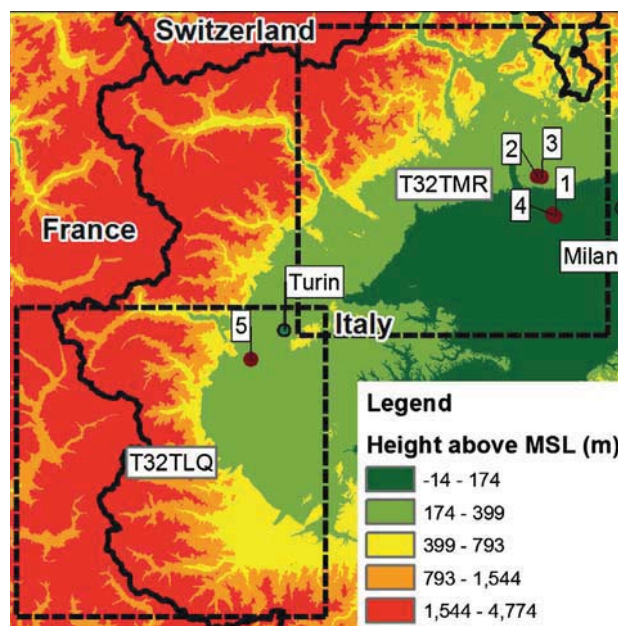 Switzerland
2
3
T32TMR
1
4
France
Milan
Turin
5
Italy
T32TLQ
Legend
Height above MSL (m)
-14 - 174
174 - 399
399 - 793
793 - 1,544
1,544 - 4,774